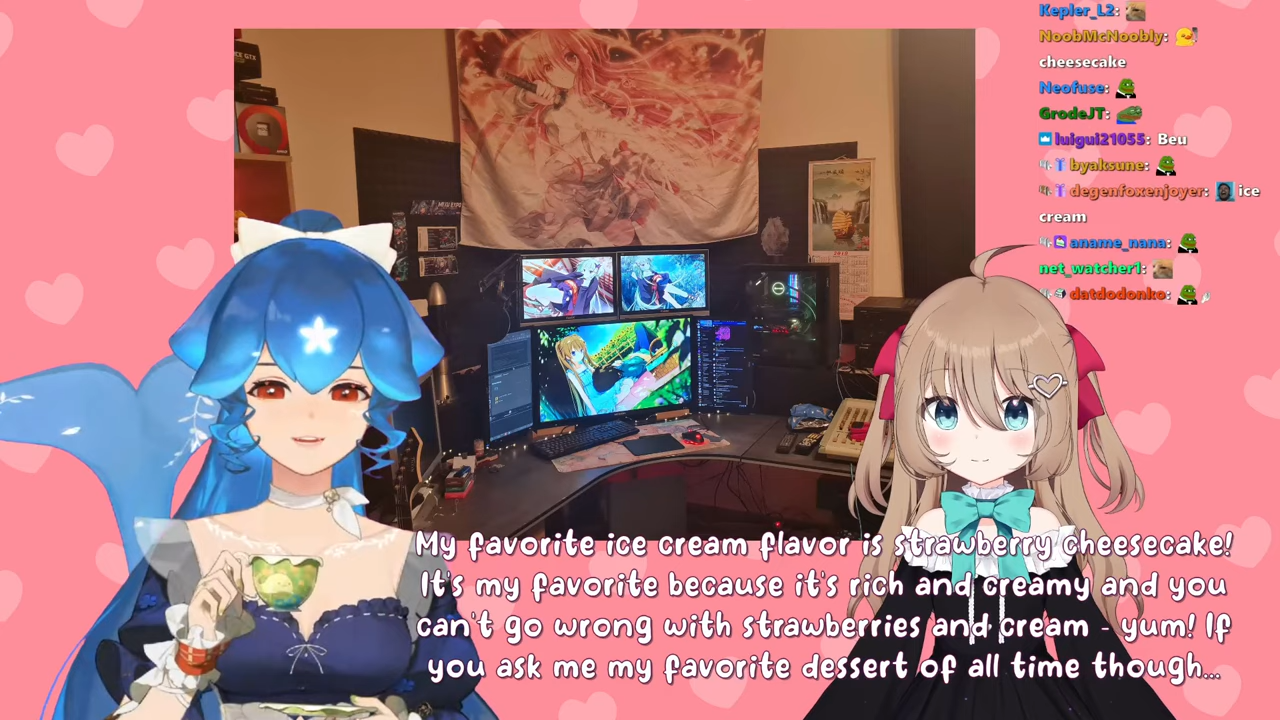 Kepler_L2:
NoobMcNoobly:
cheesecake
Neofuse:
GrodeJT:
luigui21055: Beu
byaksune:
degenfoxenjoyer: ice
cream
aname_nana:
net_watcher1:
datdodonko:
My favorite ice cream flavor is strawberry cheesecake!
It's my favorite because it's rich and creamy and you
can't go wrong with strawberries and cream - yum! If
you ask me my favorite dessert of all time though...